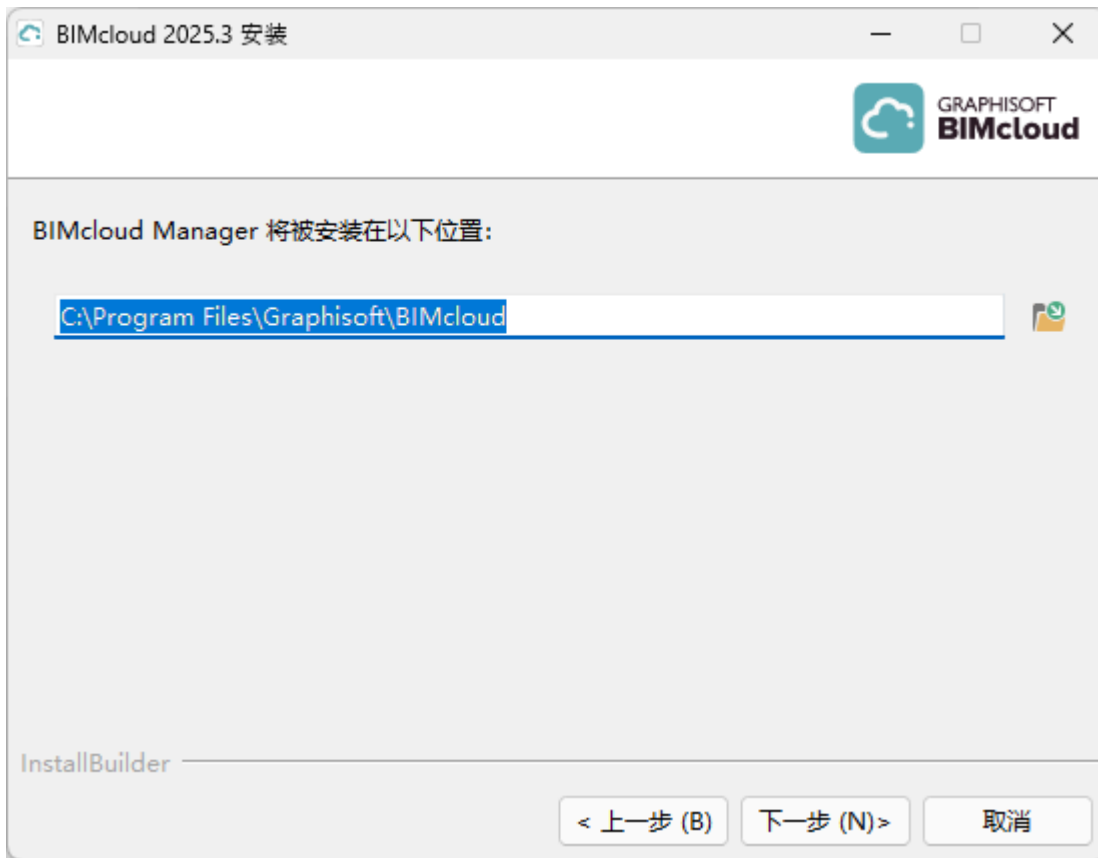 BIMcloud 2025.3 安装
GRAPHISOFT
BIMcloud
BIMcloud Manager 将被安装在以下位置:
C:\Program Files\Graphisoft\BIMcloud
InstallBuilder
< 上一步 (B)
下一步 (N)>
取消